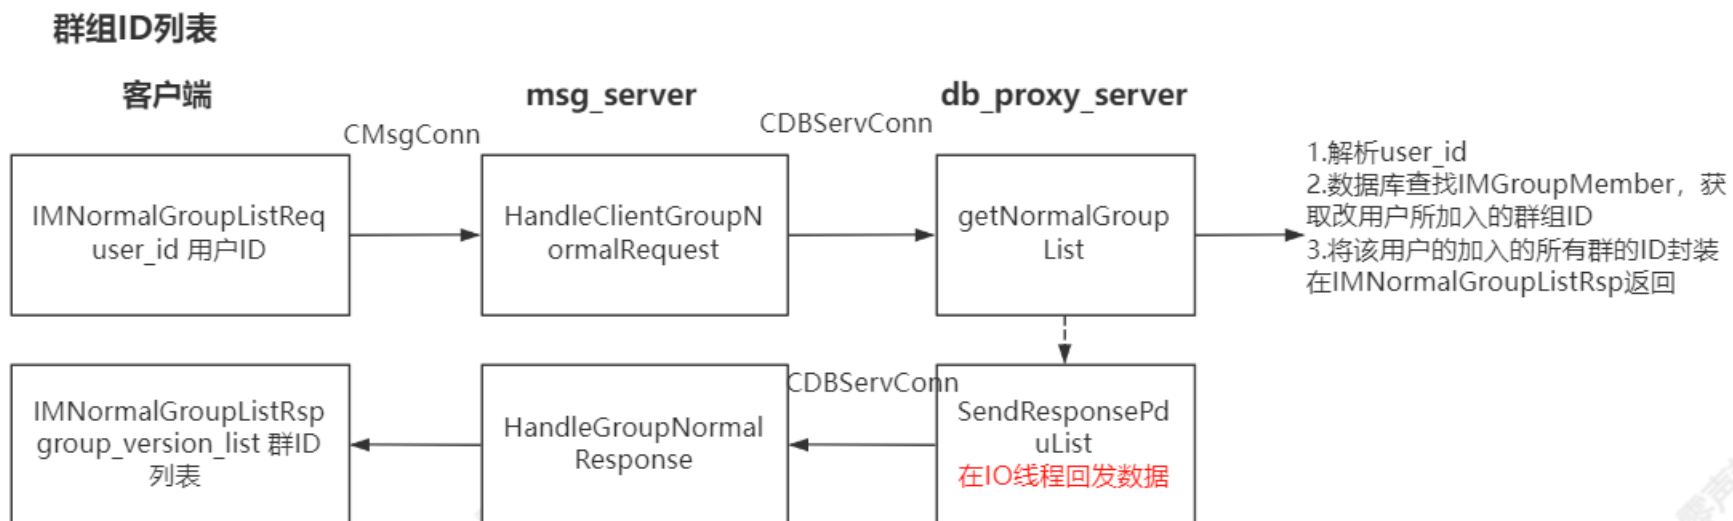 群组ID列表
客户端
msg_server
db_proxy_server
CMsgConn
CDBServConn
IMNormalGroupListReq
user_id 用户ID
HandleClientGroupN
ormalRequest
getNormalGroup
List
1.解析user_id
2.数据库查找IMGroupMember，获
取改用户所加入的群组ID
3.将该用户的加入的所有群的ID封装
在IMNormalGroupListRsp返回
IMNormalGroupListRsp
group_version_list 群ID
列表
HandleGroupNormal
Response
CDBServConn
SendResponsePd
uList
在IO线程回发数据
零声